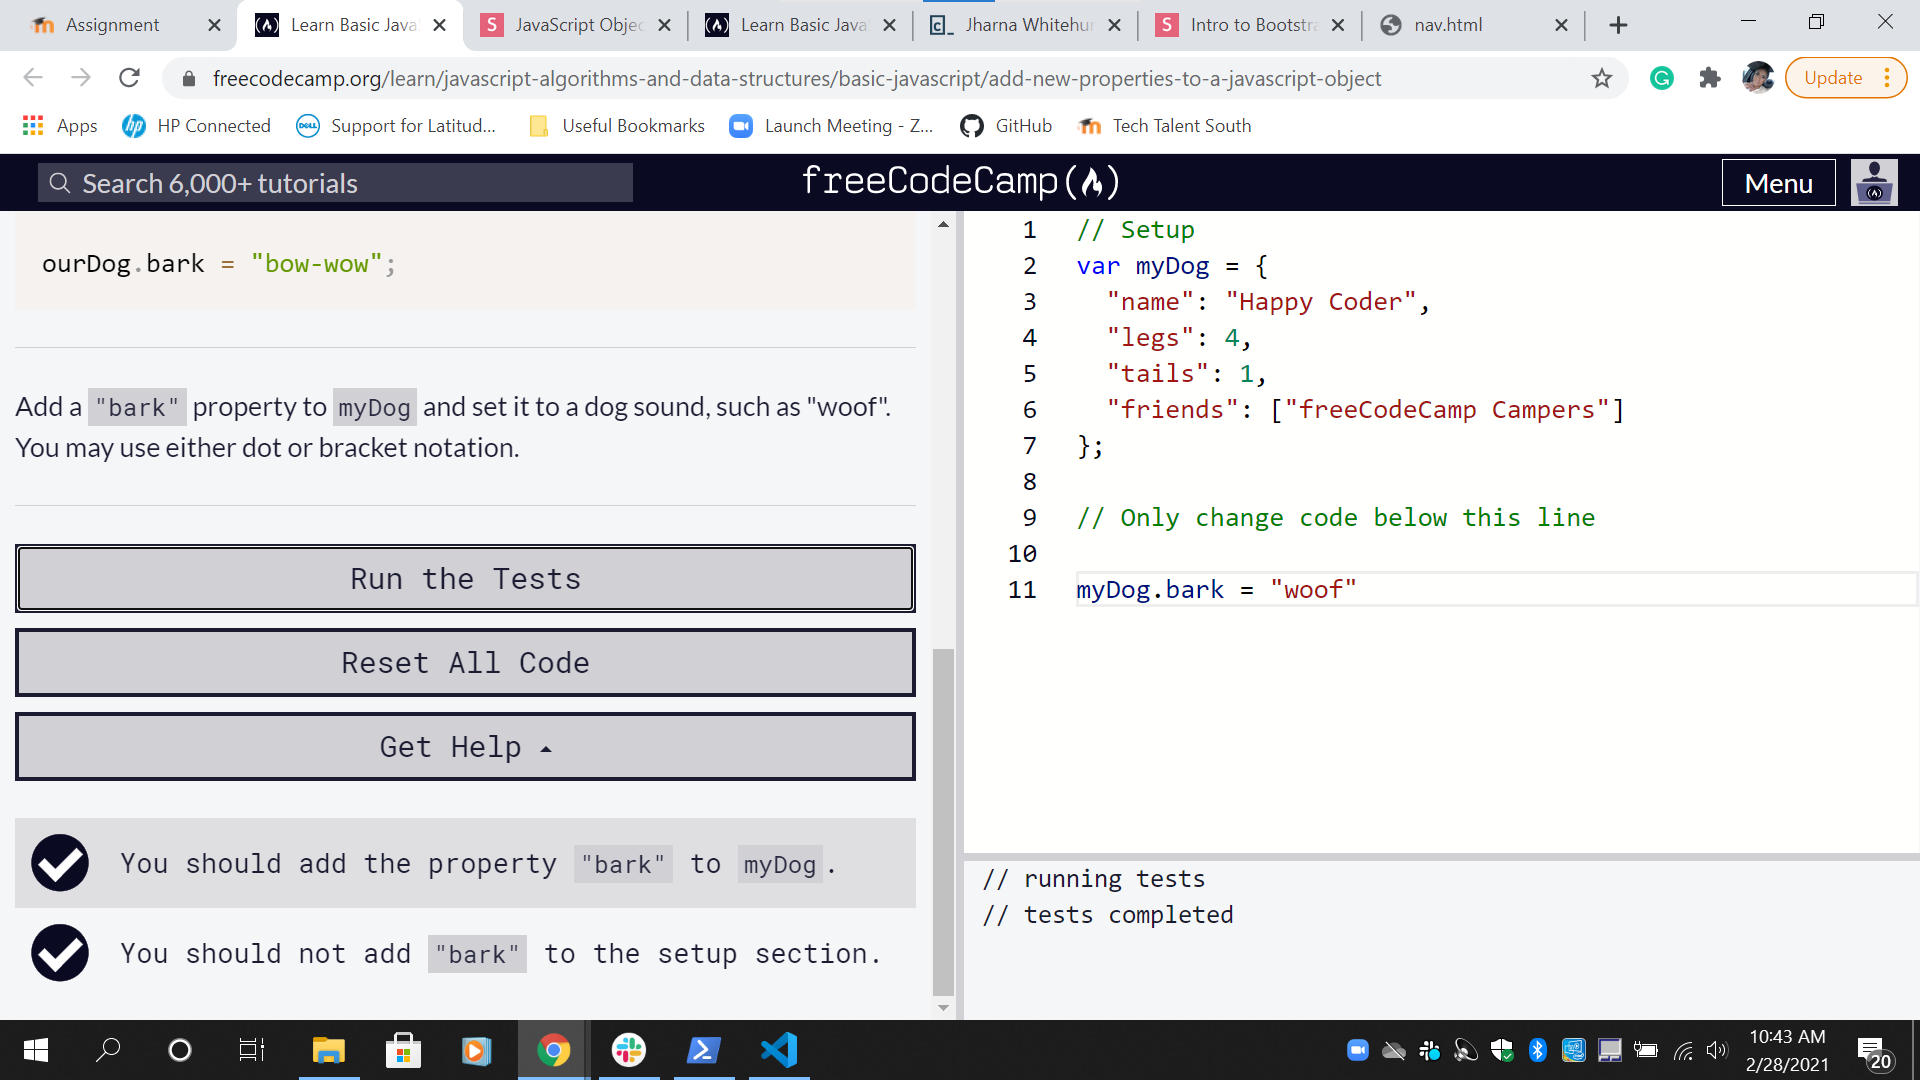 Assignment
Learn Basic Java
JavaScript Objec
Learn Basic Java
Jharna Whitehur
Intro to Bootstra
nav.html
freecodecamp.org/learn/javascript-algorithms-and-data-structures/basic-javascript/add-new-properties-to-a-javascript-object
Update
Apps
HP Connected
Support for Latitud...
Useful Bookmarks
Launch Meeting - Z...
GitHub
Tech Talent South
Search 6,000+ tutorials
freeCodeCamp
Menu
ourDog.bark = "bow-wow";
Add a "bark" property to myDog and set it to a dog sound, such as "woof".
You may use either dot or bracket notation.
Run the Tests
Reset All Code
Get Help
You should add the property "bark" to myDog.
You should not add "bark" to the setup section.
1 // Setup
2 var myDog = {
3 "name": "Happy Coder",
4 "legs": 4,
5 "tails": 1,
6 "friends": ["freeCodeCamp Campers"]
7 };
8
9 // Only change code below this line
10
11 myDog.bark = "woof"
// running tests
// tests completed
10:43 AM
2/28/2021
20